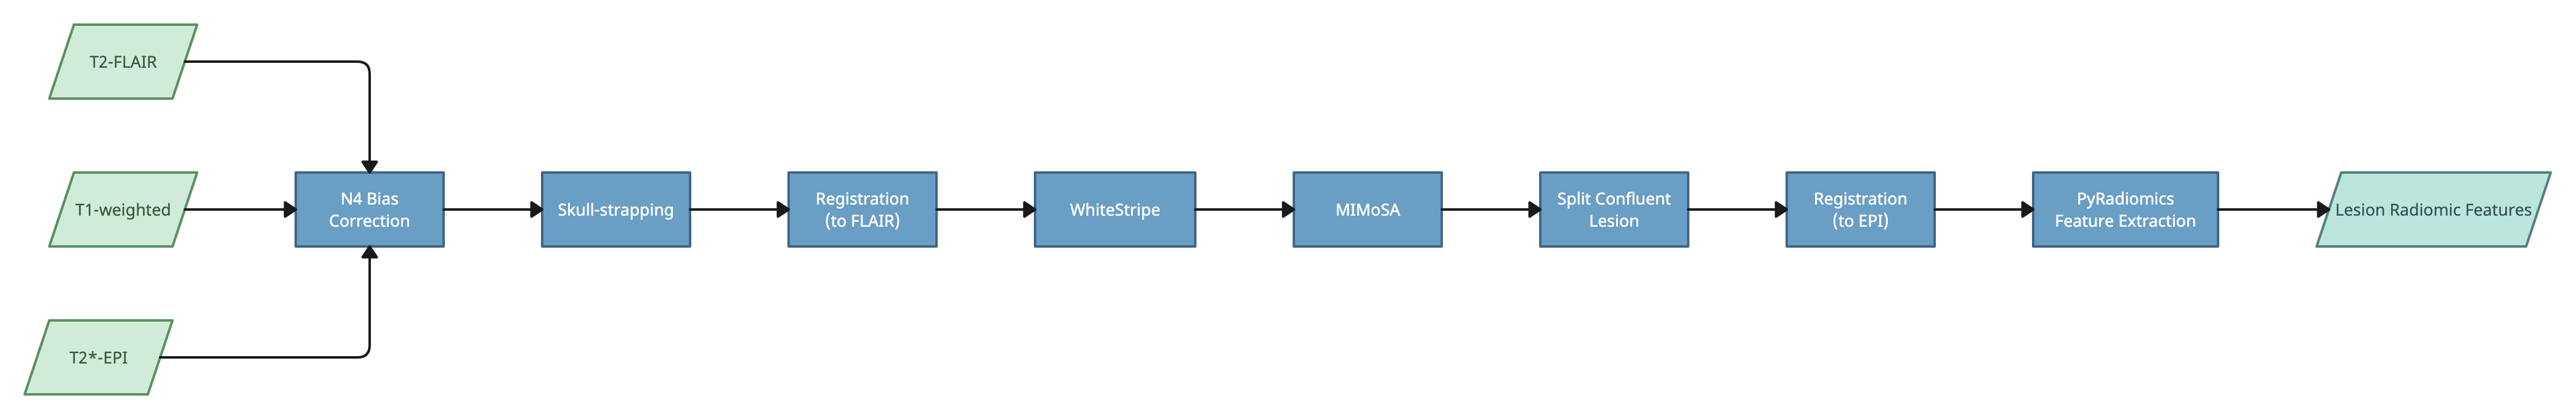 T2-FLAIR
T1-weighted
T2*-EPI
N4 Bias
Correction
Skull-strapping
Registration
(to FLAIR)
WhiteStripe
MIMoSA
Split Confluent
Lesion
Registration
(to EPI)
PyRadiomics
Feature Extraction
Lesion Radiomic Features